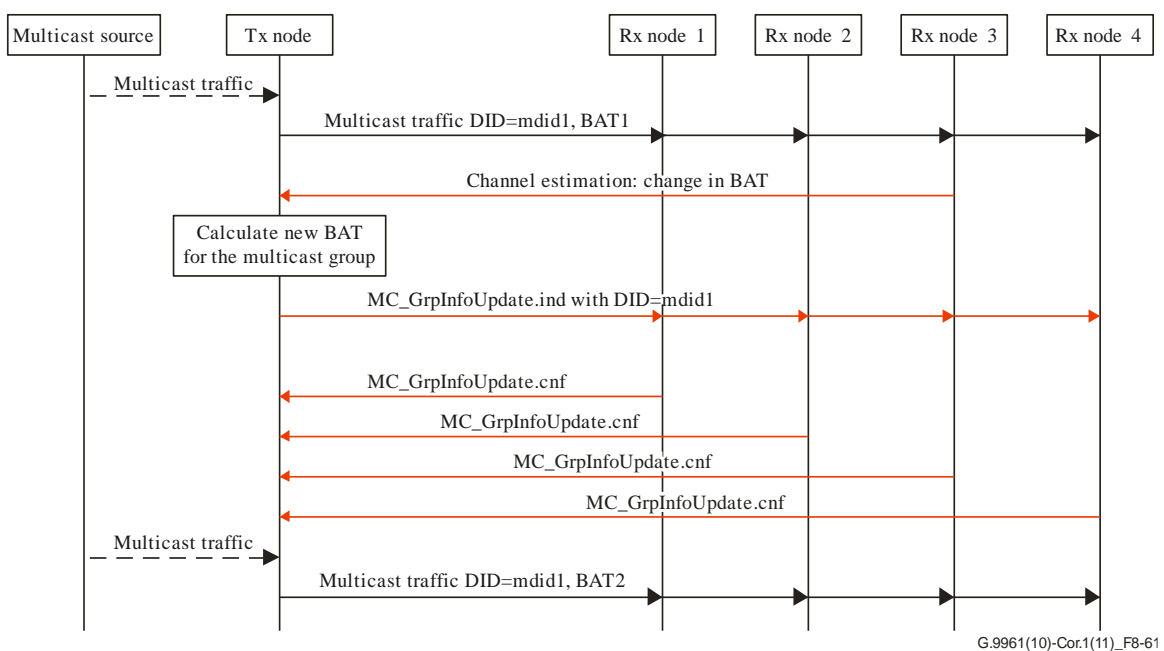 Multicast source
Tx node
Rx node 1
Rx node 2
Rx node 3
Rx node 4
Multicast traffic
Multicast traffic DID=mdid1, BAT1
Channel estimation: change in BAT
Calculate new BAT
for the multicast group
MC_GrpInfoUpdate.ind with DID=mdid1
MC_GrpInfoUpdate.cnf
MC_GrpInfoUpdate.cnf
MC_GrpInfoUpdate.cnf
MC_GrpInfoUpdate.cnf
Multicast traffic
Multicast traffic DID=mdid1, BAT2
G.9961(10)-Cor.1(11)_F8-61